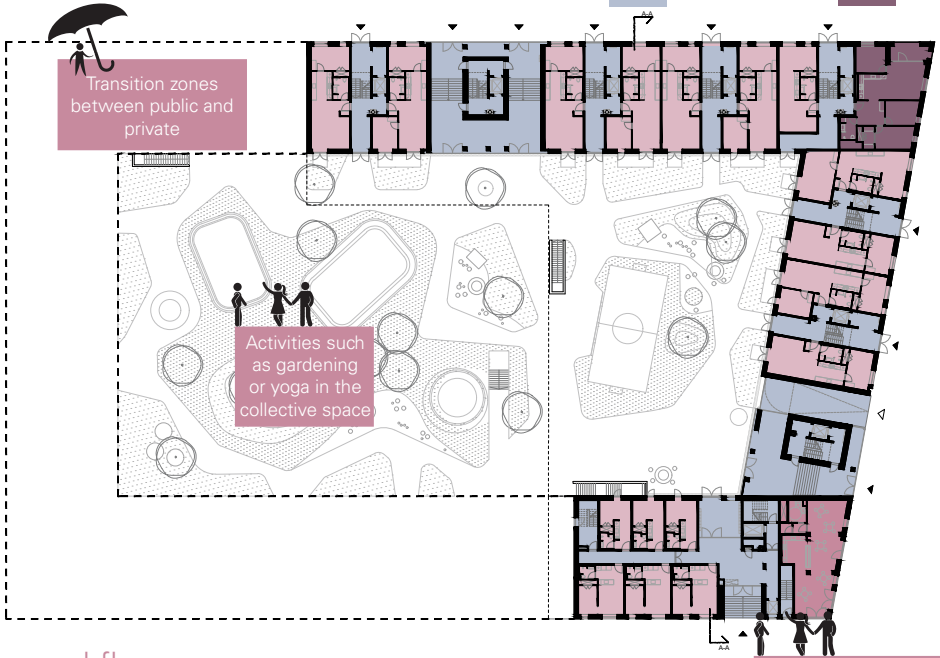 A-A
Transition zones
between public and
private
Activities such
as gardening
or yoga in the
collective space
A-A